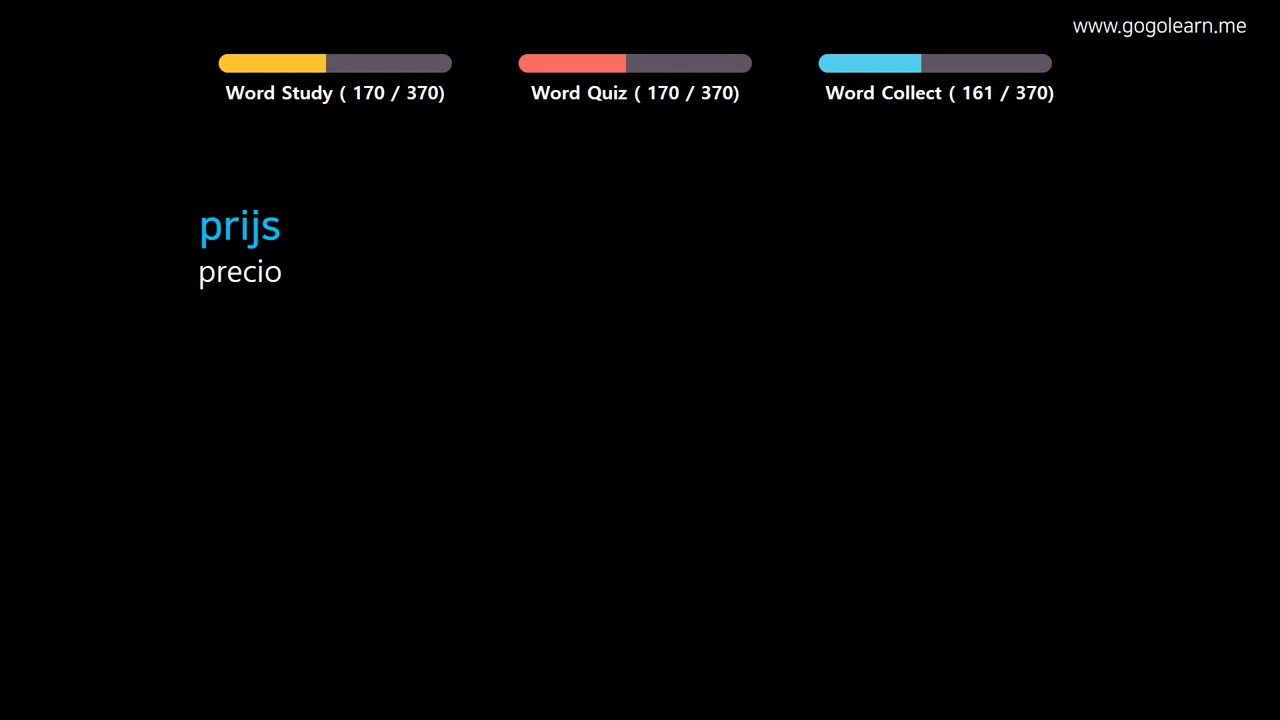 www.gogolearn.me
Word Study ( 170 / 370)
Word Quiz ( 170 / 370)
Word Collect ( 161 / 370)
prijs
precio